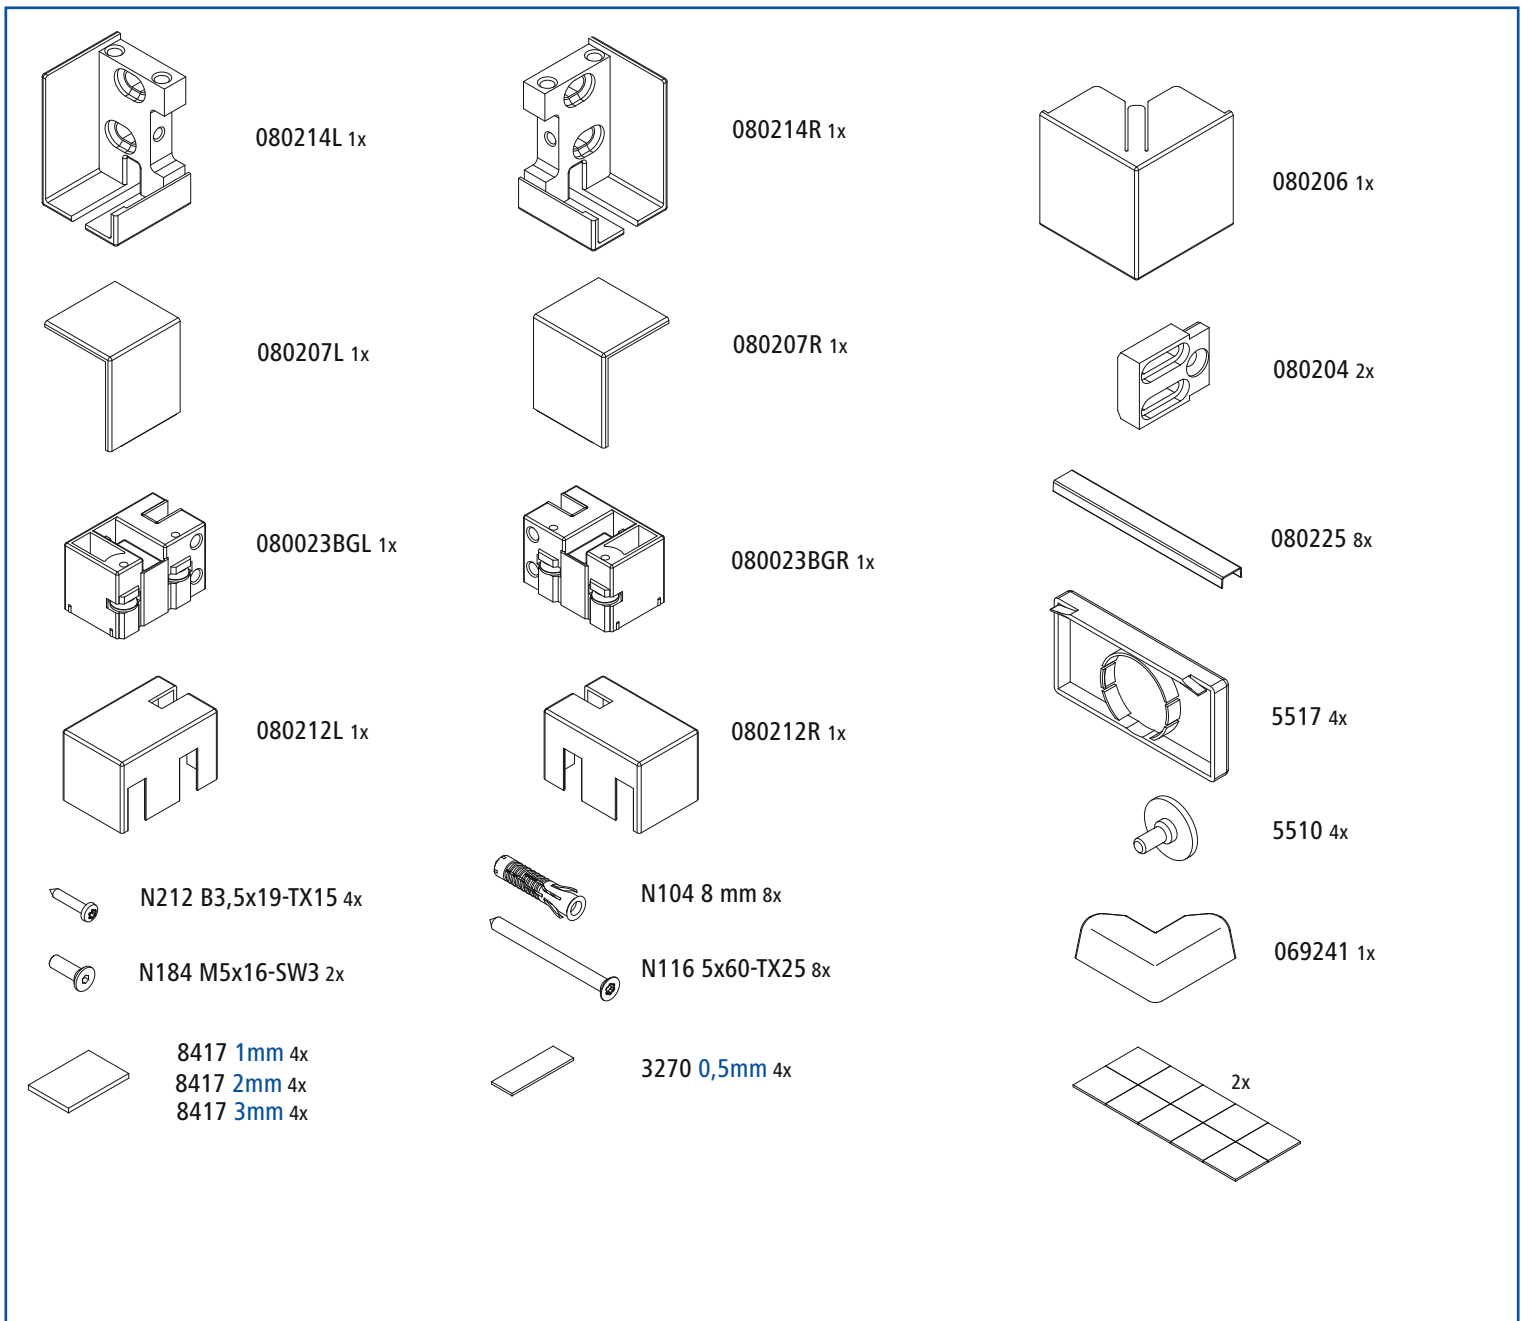 080214L 1x
080214R 1x
080206 1x
080207L 1x
080207R 1x
080204 2x
080023BGL 1x
080023BGR 1x
080225 8x
080212L 1x
080212R 1x
5517 4x
5510 4x
N212 B3,5x19-TX15 4x
N104 8 mm 8x
N184 M5x16-SW3 2x
N116 5x60-TX25 8x
069241 1x
8417 1mm 4x
8417 2mm 4x
8417 3mm 4x
3270 0,5mm 4x
2x